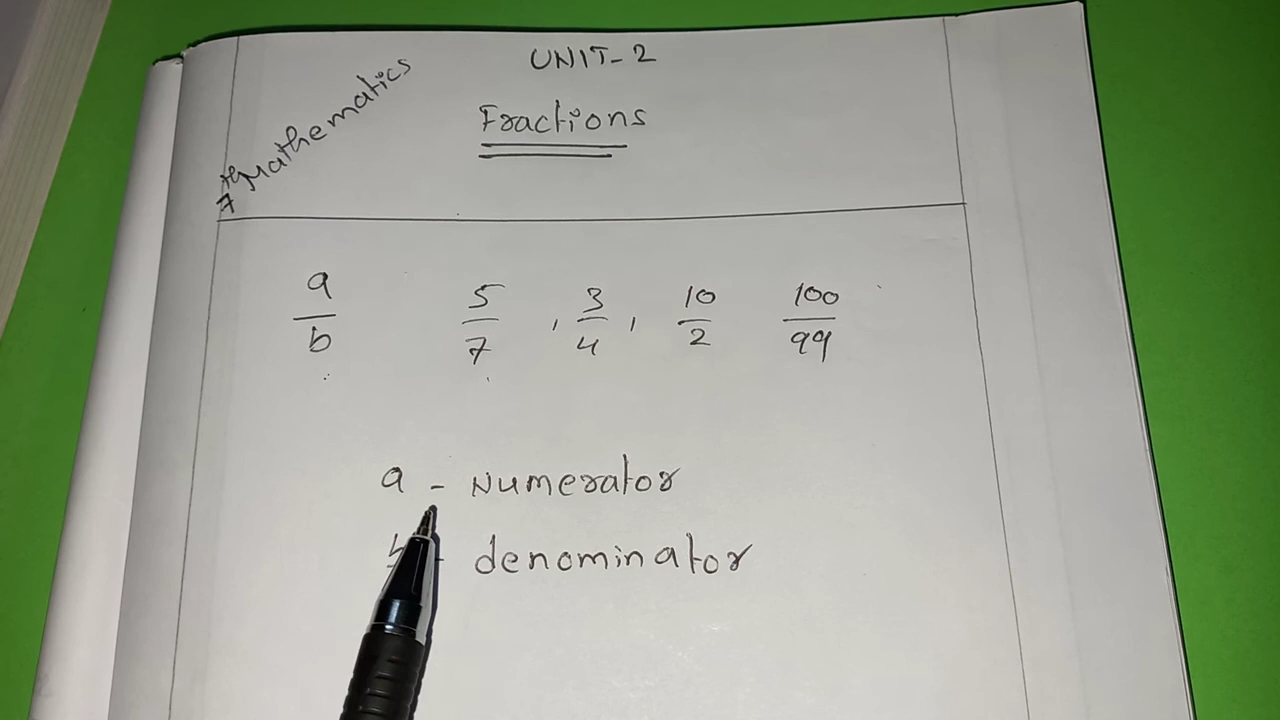 UNIT-2
Fractions
7th Mathematics
a/b 5/7 , 3/4 , 10/2 100/99
a - Numerator
b - denominator